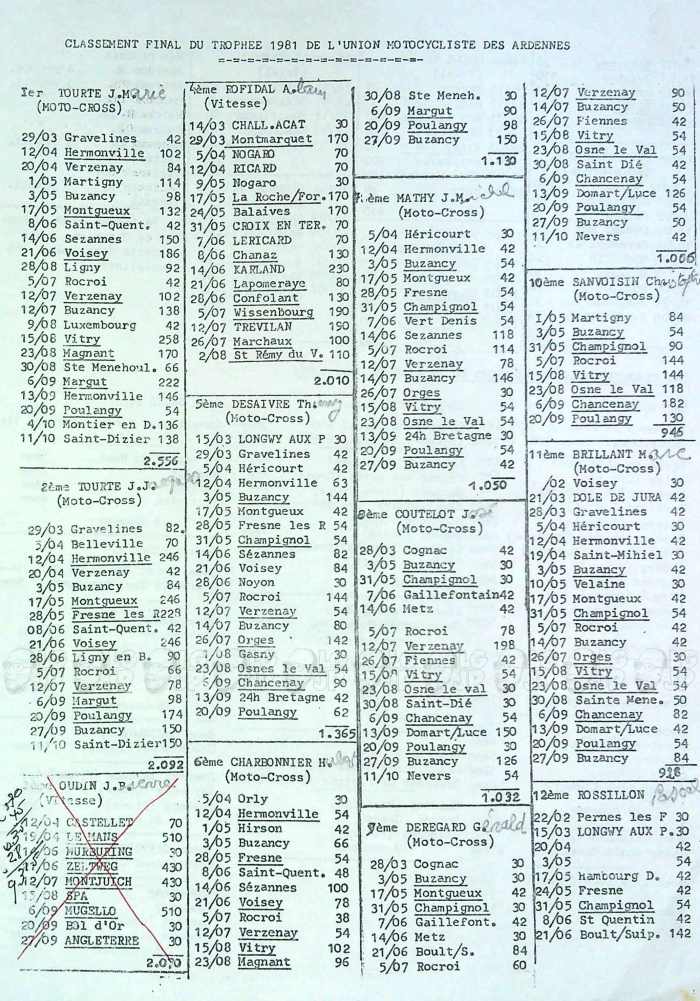 CLASSEMENT FINAL DU TROPHEE 1981 DE L'UNION MOTOCYCLISTE DES ARDENNES
-=-=-=-=-=-=-=-=-=-=-=-=-=-=-
Ier TOURTE J.Marie
(MOTO-CROSS)
29/03 Gravelines 42
12/04 Hermonville 102
20/04 Verzenay 84
1/05 Martigny 114
3/05 Buzancy 98
17/05 Montgueux 132
8/06 Saint-Quent. 42
14/06 Sezannes 150
21/06 Voisey 186
28/08 Ligny 92
5/07 Rocroi 42
12/07 Verzenay 102
12/07 Buzancy 138
9/08 Luxembourg 42
15/08 Vitry 258
23/08 Magnant 170
30/08 Ste Menehoul. 66
6/09 Margut 222
13/09 Hermonville 146
20/09 Poulangy 54
4/10 Montier en D. 136
11/10 Saint-Dizier 138
2.556
2ème TOURTE J.J
(Moto-Cross)
29/03 Gravelines 82.
5/04 Belleville 70
12/04 Hermonville 246
20/04 Verzenay 42
3/05 Buzancy 84
17/05 Montgueux 246
28/05 Fresne les R 228
08/06 Saint-Quent. 42
21/06 Voisey 246
28/06 Ligny en B. 90
5/07 Rocroi 66
12/07 Verzenay 78
6/09 Margut 98
20/09 Poulangy 174
27/09 Buzancy 150
11/10 Saint-Dizier 150
2.092
OUDIN J.Pierre
(Vitesse)
12/04 CASTELLET 70
19/04 LE MANS 510
NURBURING 30
ZELTWEG 430
12/07 MONTJUICH 430
SPA 30
6/09 MUGELLO 510
20/09 BOl d'Or 30
27/09 ANGLETERRE 30
2.070
4ème ROFIDAL Alain
(Vitesse)
14/03 CHALL.ACAT 30
29/03 Montmarquet 170
5/04 NOGARO 70
12/04 RICARD 70
9/05 Nogaro 30
17/05 La Roche/For. 170
24/05 Balaives 170
31/05 CROIX EN TER. 70
7/06 LERICARD 70
8/06 Chanaz 130
14/06 KARLAND 230
21/06 Lapomeraye 80
28/06 Confolant 130
5/07 Wissenbourg 190
12/07 TREVILAN 190
26/07 Marchaux 100
2/08 St Rémy du V. 110
2.010
5ème DESAIVRE Thierry
(Moto-Cross)
15/03 LONGWY AUX P 30
29/03 Gravelines 42
5/04 Héricourt 30
12/04 Hermonville 63
3/05 Buzancy 144
17/05 Montgueux 42
28/05 Fresne les R 54
31/05 Champignol 54
14/06 Sézannes 82
21/06 Voisey 84
28/06 Noyon 30
5/07 Rocroi 144
12/07 Verzenay 54
14/07 Buzancy 80
26/07 Orges 142
1/08 Gasny 30
23/08 Osnes le Val 54
6/09 Chancenay 90
13/09 24h Bretagne 42
20/09 Poulangy 62
1.365
6ème CHARBONNIER H
(Moto-Cross)
5/04 Orly 30
12/04 Hermonville 54
1/05 Hirson 42
3/05 Buzancy 66
28/05 Fresne 54
8/06 Saint-Quent. 48
14/06 Sézannes 100
21/06 Voisey 78
5/07 Rocroi 38
12/07 Verzenay 54
15/08 Vitry 102
23/08 Magnant 96
30/08 Ste Meneh. 30
6/09 Margut 90
20/09 Poulangy 98
27/09 Buzancy 150
1.130
7ème MATHY J.Michel
(Moto-Cross)
5/04 Héricourt 30
12/04 Hermonville 42
3/05 Buzancy 54
17/05 Montgueux 42
28/05 Fresne 54
31/05 Champignol 54
7/06 Vert Denis 54
14/06 Sezannes 118
5/07 Rocroi 114
12/07 Verzenay 78
14/07 Buzancy 146
26/07 Orges 30
15/08 Vitry 54
23/08 Osne le Val 54
13/09 24h Bretagne 30
20/09 Poulangy 54
27/09 Buzancy 42
1.050
8ème COUTELOT José
(Moto-Cross)
28/03 Cognac 42
3/05 Buzancy 30
31/05 Champignol 30
7/06 Gaillefontain 42
14/06 Metz 42
5/07 Rocroi 78
12/07 Verzenay 198
26/07 Fiennes 42
15/08 Vitry 54
23/08 Osne le val 30
30/08 Saint-Dié 30
6/09 Chancenay 54
13/09 Domart/Luce 150
20/09 Poulangy 30
27/09 Buzancy 126
11/10 Nevers 54
1.032
9ème DEREGARD Gérald
(Moto-Cross)
28/03 Cognac 30
3/05 Buzancy 30
17/05 Montgueux 42
31/05 Champignol 30
7/06 Gaillefont. 42
14/06 Metz 30
21/06 Boult/S. 84
5/07 Rocroi 60
12/07 Verzenay 90
14/07 Buzancy 50
26/07 Fiennes 42
15/08 Vitry 54
23/08 Osne le Val 54
30/08 Saint Dié 42
6/09 Chancenay 54
13/09 Domart/Luce 126
20/09 Poulangy 54
27/09 Buzancy 50
11/10 Nevers 42
1.006
10ème SANVOISIN Christophe
(Moto-Cross)
I/05 Martigny 84
3/05 Buzancy 54
31/05 Champignol 90
5/07 Rocroi 144
15/08 Vitry 144
23/08 Osne le Val 118
6/09 Chancenay 182
20/09 Poulangy 130
946
11ème BRILLANT Marc
(Moto-Cross)
/02 Voisey 30
21/03 DOLE DE JURA 42
28/03 Gravelines 42
5/04 Héricourt 30
12/04 Hermonville 42
19/04 Saint-Mihiel 30
3/05 Buzancy 42
10/05 Velaine 30
17/05 Montgueux 42
31/05 Champignol 54
5/07 Rocroi 42
14/07 Buzancy 42
26/07 Orges 30
15/08 Vitry 54
23/08 Osne le Val 54
30/08 Sainte Mene. 50
6/09 Chancenay 82
13/09 Domart/Luce 42
20/09 Poulangy 54
27/09 Buzancy 84
12ème ROSSILLON Pascal
22/02 Pernes les F 30
15/03 LONGWY AUX P. 30
20/04 42
3/05 54
17/05 Hambourg D. 42
24/05 Fresne 42
31/05 Champignol 54
8/06 St Quentin 42
21/06 Boult/Suip. 142